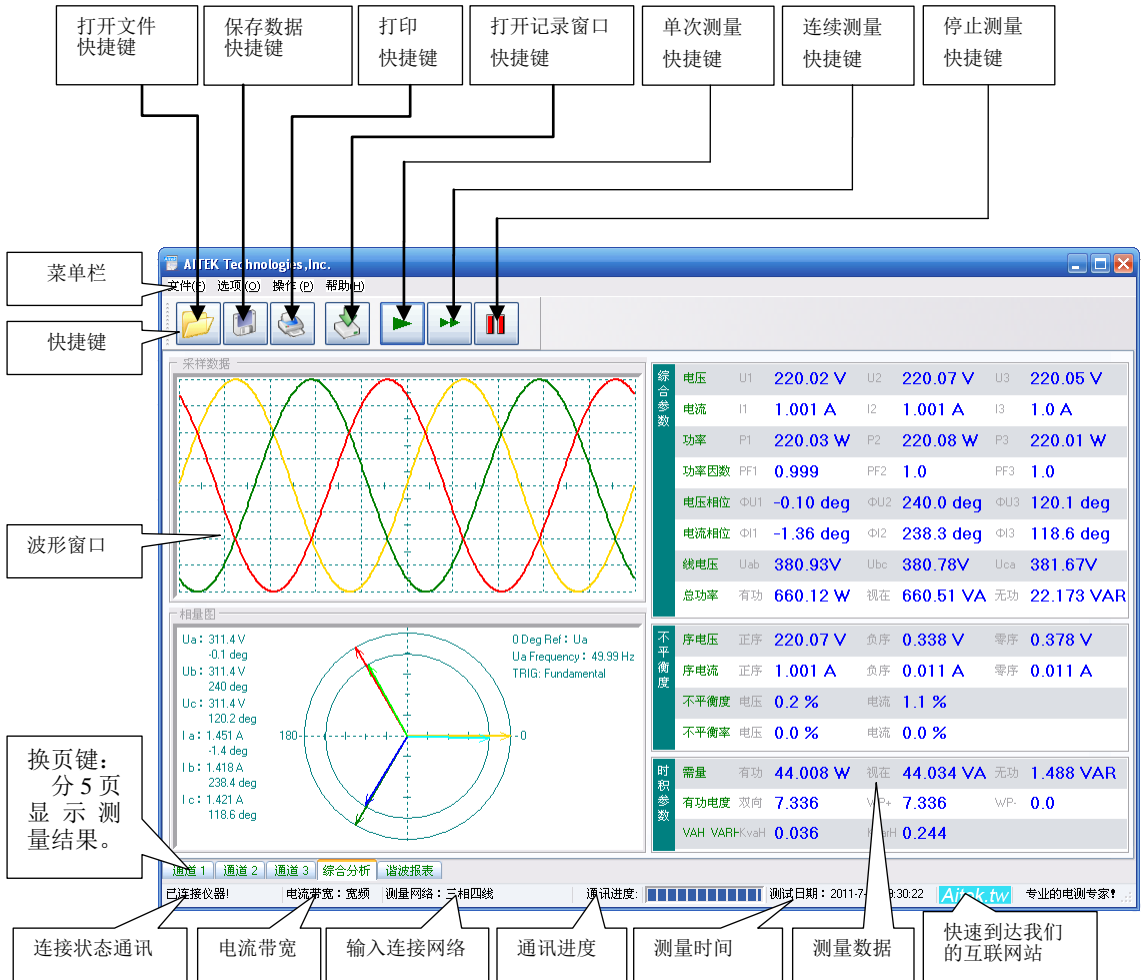 打开文件
快捷键
保存数据
快捷键
打印
快捷键
打开记录窗口
快捷键
单次测量
快捷键
连续测量
快捷键
停止测量
快捷键
菜单栏
快捷键
波形窗口
换页键：
分 5 页
显示测
量结果。
AITEK Technologies,Inc.
文件(F) 选项(O) 操作(P) 帮助(H)
采样数据
相量图
Ua: 311.4 V
-0.1 deg
Ub: 311.4 V
240 deg
Uc: 311.4 V
120.2 deg
Ia: 1.451 A
-1.4 deg
Ib: 1.418 A
238.4 deg
Ic: 1.421 A
118.6 deg
180
0
0 Deg Ref: Ua
Ua Frequency: 49.99 Hz
TRIG: Fundamental
综合参数
电压 U1 220.02 V U2 220.07 V U3 220.05 V
电流 I1 1.001 A I2 1.001 A I3 1.0 A
功率 P1 220.03 W P2 220.08 W P3 220.01 W
功率因数 PF1 0.999 PF2 1.0 PF3 1.0
电压相位 ΦU1 -0.10 deg ΦU2 240.0 deg ΦU3 120.1 deg
电流相位 ΦI1 -1.36 deg ΦI2 238.3 deg ΦI3 118.6 deg
线电压 Uab 380.93V Ubc 380.78V Uca 381.67V
总功率 有功 660.12 W 视在 660.51 VA 无功 22.173 VAR
不平衡度
序电压 正序 220.07 V 负序 0.338 V 零序 0.378 V
序电流 正序 1.001 A 负序 0.011 A 零序 0.011 A
不平衡度 电压 0.2 % 电流 1.1 %
不平衡率 电压 0.0 % 电流 0.0 %
时积参数
需量 有功 44.008 W 视在 44.034 VA 无功 1.488 VAR
有功电度 双向 7.336 WP+ 7.336 WP- 0.0
VAH VARH KvaH 0.036 0.244
通道 1 通道 2 通道 3 综合分析 谐波报表
已连接仪器! 电流带宽：宽频 测量网络：三相四线 通讯进度: 测试日期：2011-7- :30:22 Aitek.tw 专业的电测专家!
连接状态通讯
电流带宽
输入连接网络
通讯进度
测量时间
测量数据
快速到达我们
的互联网站